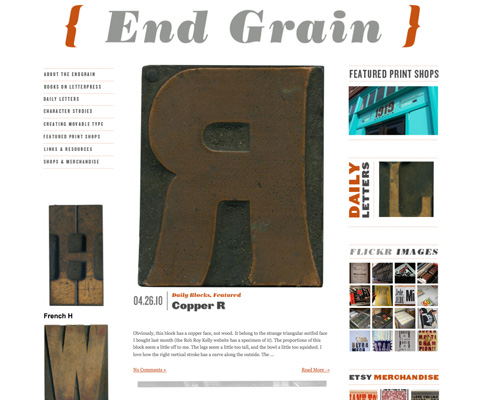 { End Grain }
ABOUT THE ENDGRAIN
BOOKS ON LETTERPRESS
DAILY LETTERS
CHARACTER STUDIES
CREATING MOVABLE TYPE
FEATURED PRINT SHOPS
LINKS & RESOURCES
SHOPS & MERCHANDISE
H
French H
W
R
04.26.10
Daily Blocks, Featured
Copper R
Obviously, this block has a copper face, not wood. It belong to the strange triangular serifed face
I bought last month (the Rob Roy Kelly website has a specimen of it). The proportions of this
block seem a little off to me. The legs seem a little too tall, and the bowl a little too squished. I
love how the right vertical stroke has a curve along the outside. The ...
No Comments »
Read More →
FEATURED PRINT SHOPS
1919
DAILY
LETTERS
L
FLICKR IMAGES
ETSY MERCHANDISE